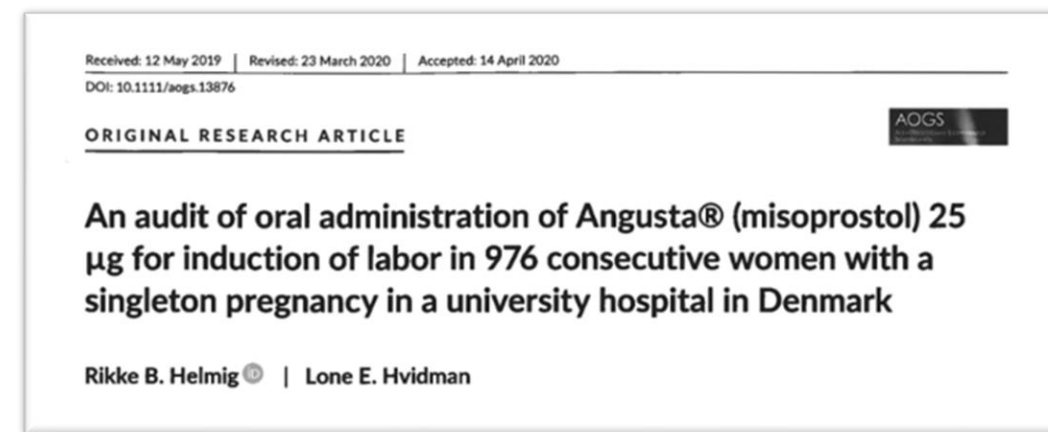 Received: 12 May 2019 | Revised: 23 March 2020 | Accepted: 14 April 2020
DOI: 10.1111/aogs.13876
ORIGINAL RESEARCH ARTICLE
AOGS
An audit of oral administration of Angusta® (misoprostol) 25
µg for induction of labor in 976 consecutive women with a
singleton pregnancy in a university hospital in Denmark
Rikke B. Helmig iD | Lone E. Hvidman